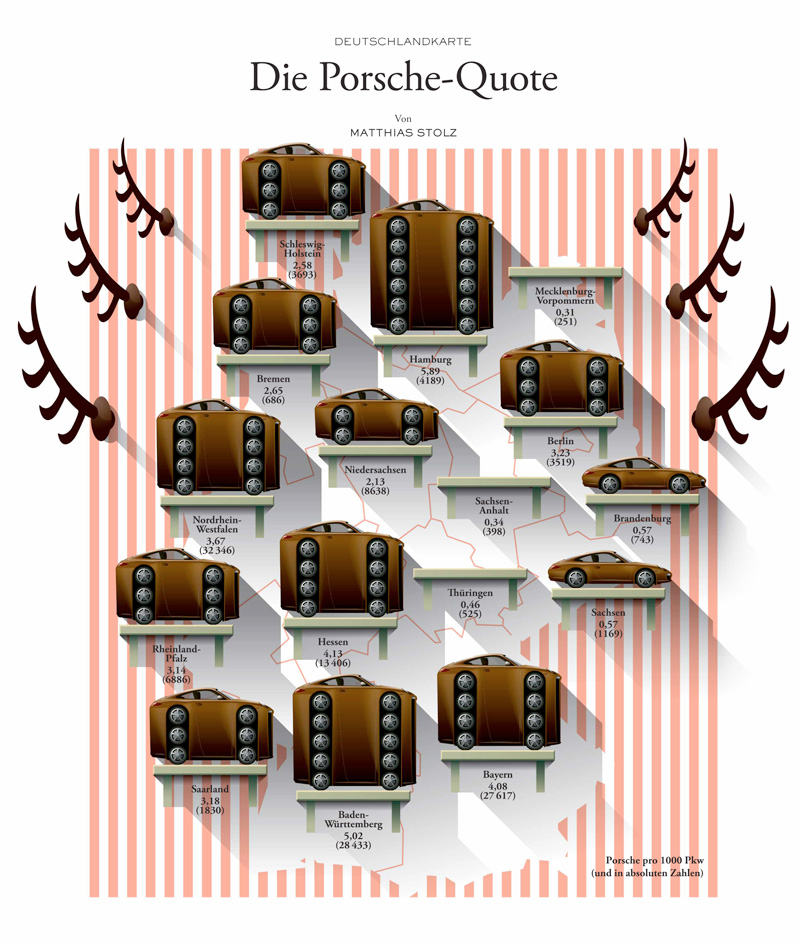 DEUTSCHLANDKARTE
Die Porsche-Quote
Von
MATTHIAS STOLZ
Schleswig-
Holstein
2,58
(3693)
Mecklenburg-
Vorpommern
0,31
(251)
Hamburg
5,89
(4189)
Bremen
2,65
(686)
Berlin
3,23
(3519)
Niedersachsen
2,13
(8638)
Sachsen-
Anhalt
0,34
(398)
Brandenburg
0,57
(743)
Nordrhein-
Westfalen
3,67
(32 346)
Thüringen
0,46
(525)
Sachsen
0,57
(1169)
Hessen
4,13
(13 406)
Rheinland-
Pfalz
3,14
(6886)
Bayern
4,08
(27 617)
Saarland
3,18
(1830)
Baden-
Württemberg
5,02
(28 433)
Porsche pro 1000 Pkw
(und in absoluten Zahlen)